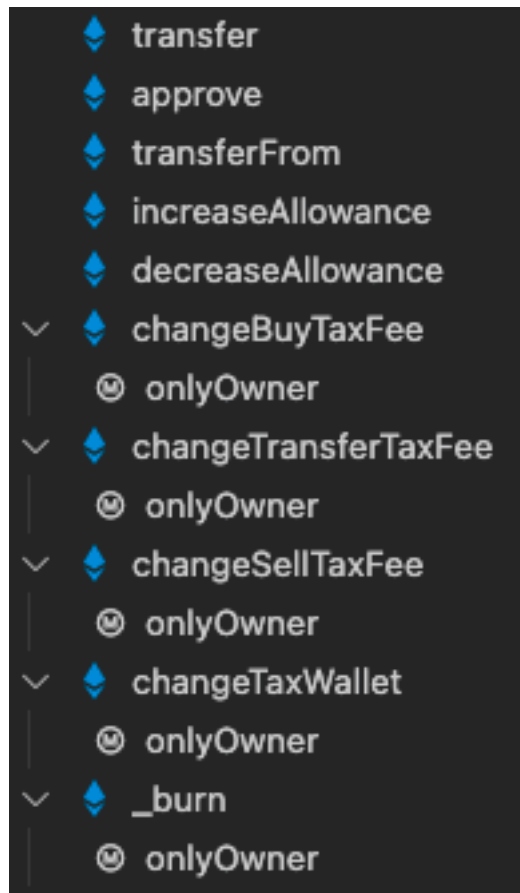 transfer
approve
transferFrom
increaseAllowance
decreaseAllowance
changeBuyTaxFee
onlyOwner
changeTransferTaxFee
onlyOwner
changeSellTaxFee
onlyOwner
changeTaxWallet
onlyOwner
_burn
onlyOwner